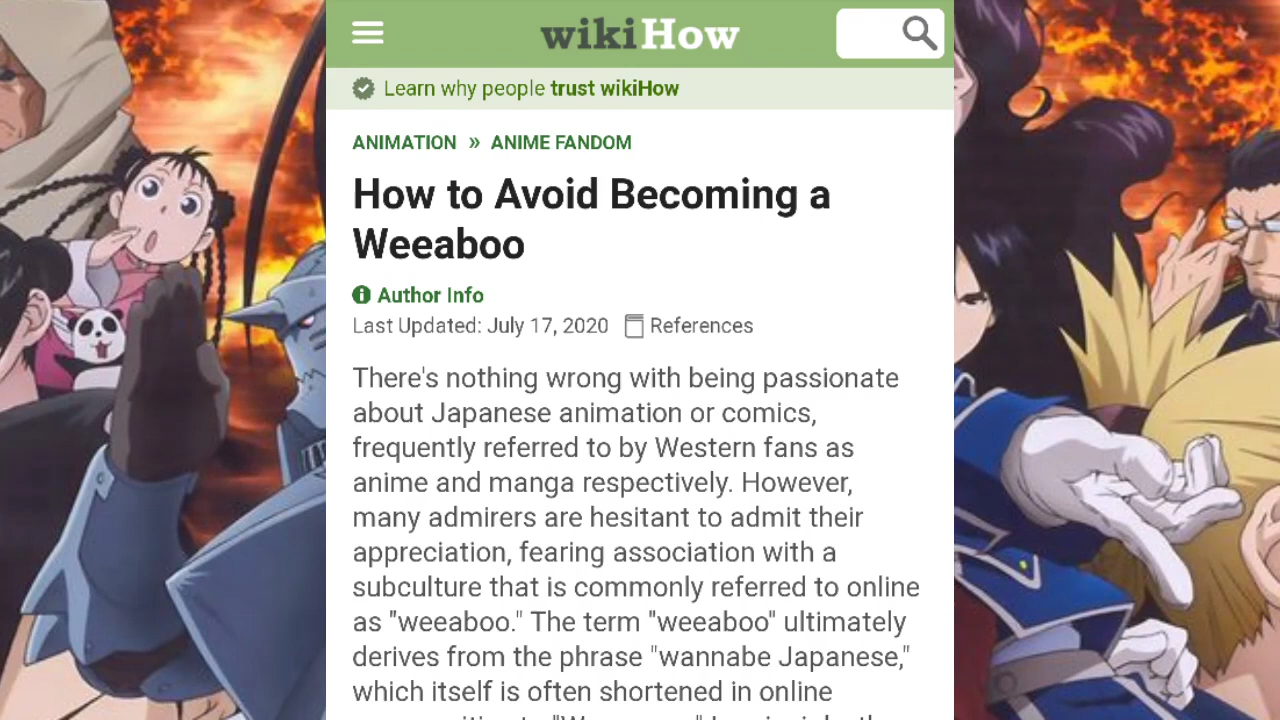 wikiHow
Learn why people trust wikiHow
ANIMATION » ANIME FANDOM
How to Avoid Becoming a
Weeaboo
Author Info
Last Updated: July 17, 2020 References
There's nothing wrong with being passionate
about Japanese animation or comics,
frequently referred to by Western fans as
anime and manga respectively. However,
many admirers are hesitant to admit their
appreciation, fearing association with a
subculture that is commonly referred to online
as "weeaboo." The term "weeaboo" ultimately
derives from the phrase "wannabe Japanese,"
which itself is often shortened in online